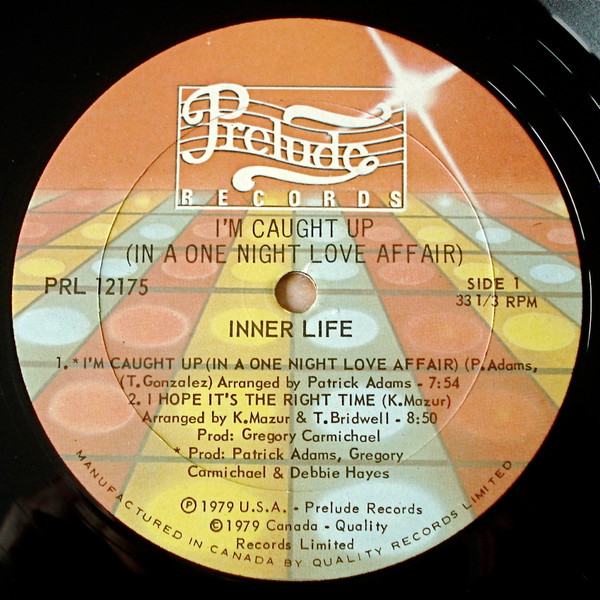 Prelude
RECORDS
I'M CAUGHT UP
(IN A ONE NIGHT LOVE AFFAIR)
PRL 12175
SIDE 1
33 1/3 RPM
INNER LIFE
1. * I'M CAUGHT UP (IN A ONE NIGHT LOVE AFFAIR) (P. Adams,
(T. Gonzalez) Arranged by Patrick Adams - 7:54
2. I HOPE IT'S THE RIGHT TIME (K. Mazur)
Arranged by K. Mazur & T. Bridwell - 8:50
Prod: Gregory Carmichael
* Prod: Patrick Adams, Gregory
Carmichael & Debbie Hayes
Ⓟ 1979 U.S.A. - Prelude Records
© 1979 Canada - Quality
Records Limited
MANUFACTURED IN CANADA BY QUALITY RECORDS LIMITED